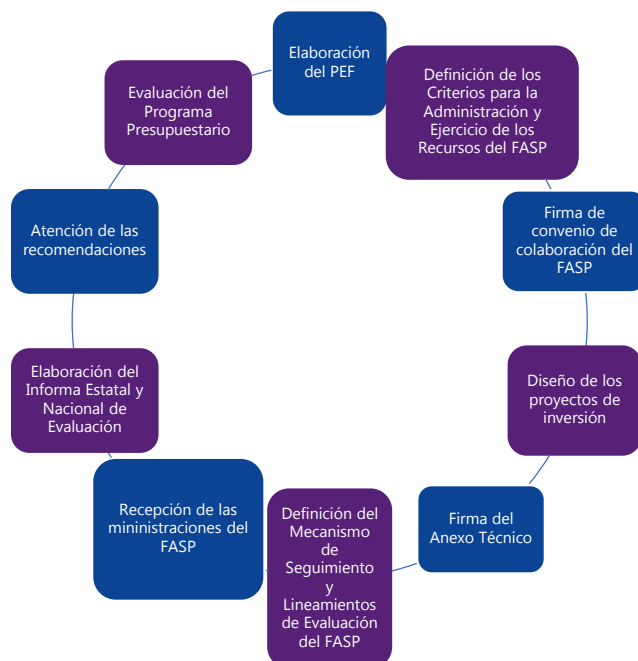 Elaboración
del PEF
Definición de los
Criterios para la
Administración y
Ejercicio de los
Recursos del FASP
Firma de
convenio de
colaboración del
FASP
Diseño de los
proyectos de
inversión
Firma del
Anexo Técnico
Definición del
Mecanismo
de
Seguimiento
y
Lineamientos
de Evaluación
del FASP
Recepción de las
mininistraciones del
FASP
Elaboración del
Informa Estatal y
Nacional de
Evaluación
Atención de las
recomendaciones
Evaluación del
Programa
Presupuestario